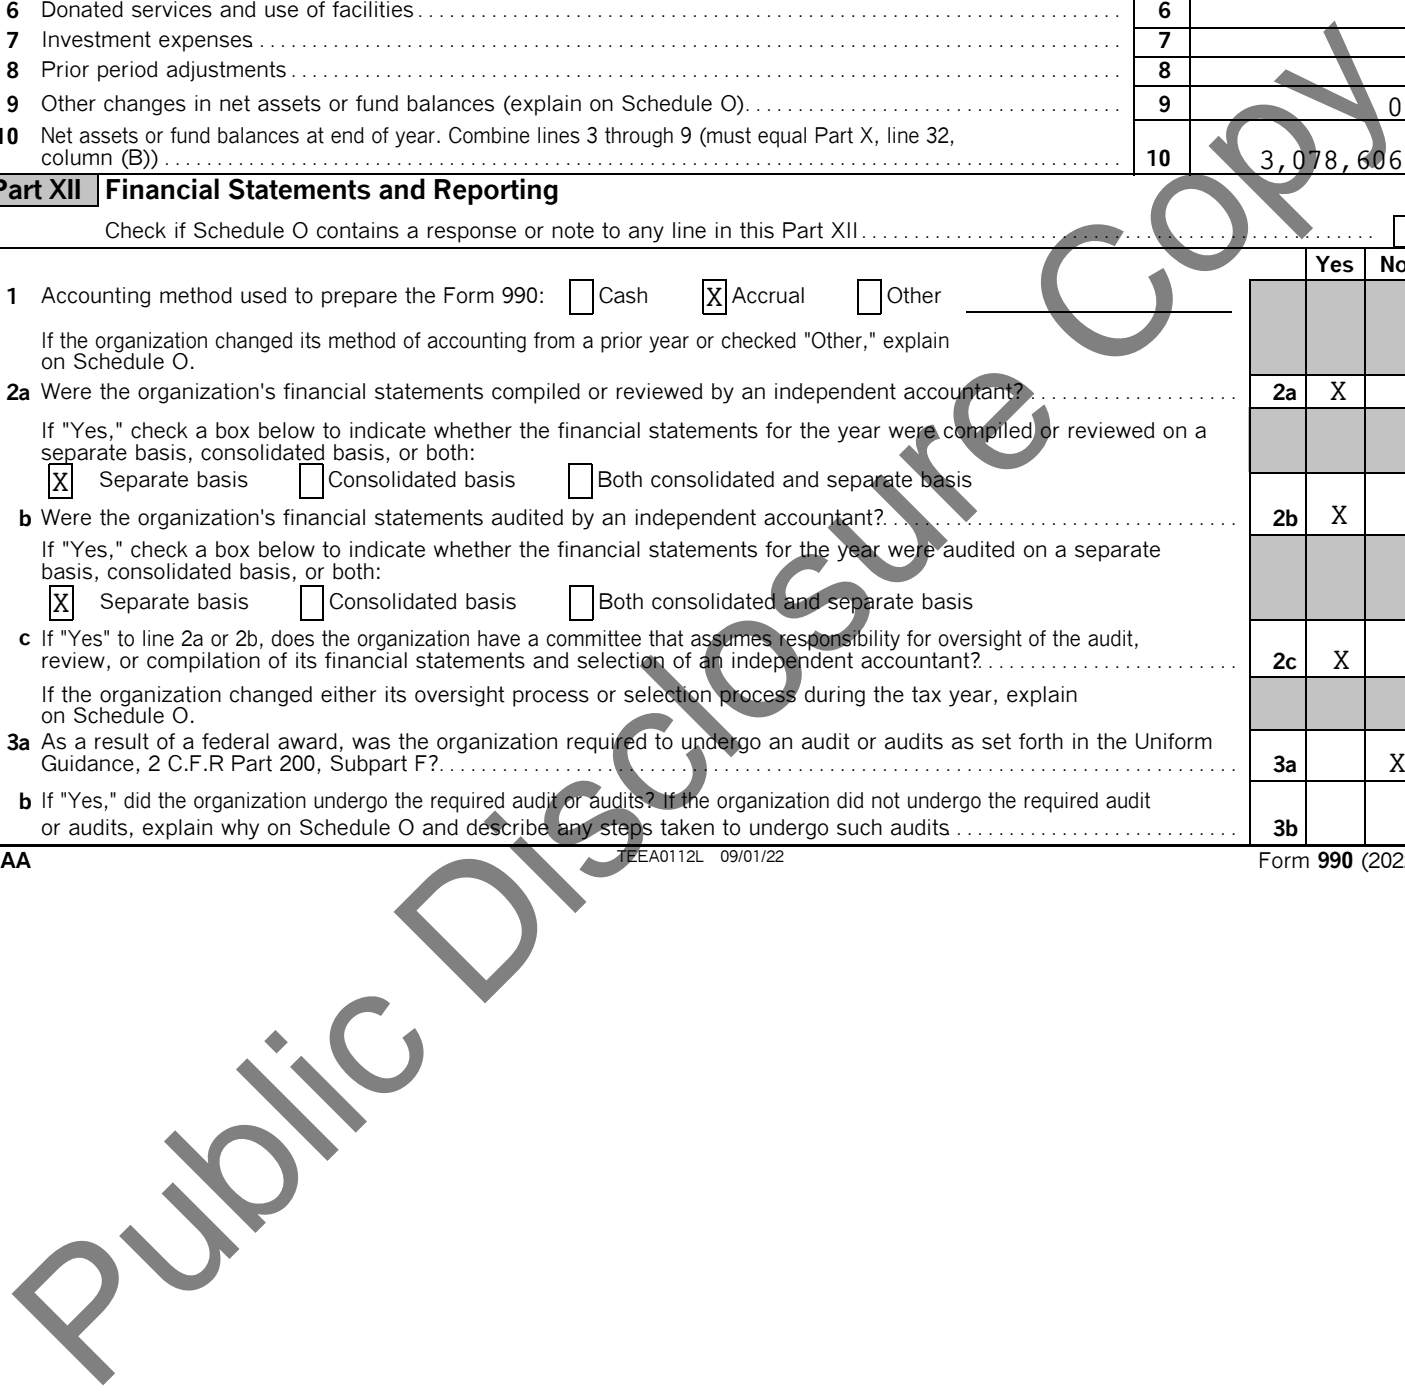 6 Donated services and use of facilities 6
7 Investment expenses 7
8 Prior period adjustments 8
9 Other changes in net assets or fund balances (explain on Schedule O) 9 0
10 Net assets or fund balances at end of year. Combine lines 3 through 9 (must equal Part X, line 32,
column (B)) 10 3,078,606
Part XII Financial Statements and Reporting
Check if Schedule O contains a response or note to any line in this Part XII
Yes No
1 Accounting method used to prepare the Form 990: Cash X Accrual Other
If the organization changed its method of accounting from a prior year or checked "Other," explain
on Schedule O.
2a Were the organization's financial statements compiled or reviewed by an independent accountant? 2a X
If "Yes," check a box below to indicate whether the financial statements for the year were compiled or reviewed on a
separate basis, consolidated basis, or both:
X Separate basis Consolidated basis Both consolidated and separate basis
b Were the organization's financial statements audited by an independent accountant? 2b X
If "Yes," check a box below to indicate whether the financial statements for the year were audited on a separate
basis, consolidated basis, or both:
X Separate basis Consolidated basis Both consolidated and separate basis
c If "Yes" to line 2a or 2b, does the organization have a committee that assumes responsibility for oversight of the audit,
review, or compilation of its financial statements and selection of an independent accountant? 2c X
If the organization changed either its oversight process or selection process during the tax year, explain
on Schedule O.
3a As a result of a federal award, was the organization required to undergo an audit or audits as set forth in the Uniform
Guidance, 2 C.F.R Part 200, Subpart F? 3a X
b If "Yes," did the organization undergo the required audit or audits? If the organization did not undergo the required audit
or audits, explain why on Schedule O and describe any steps taken to undergo such audits 3b
AA TEEA0112L 09/01/22 Form 990 (202
Public Disclosure Copy